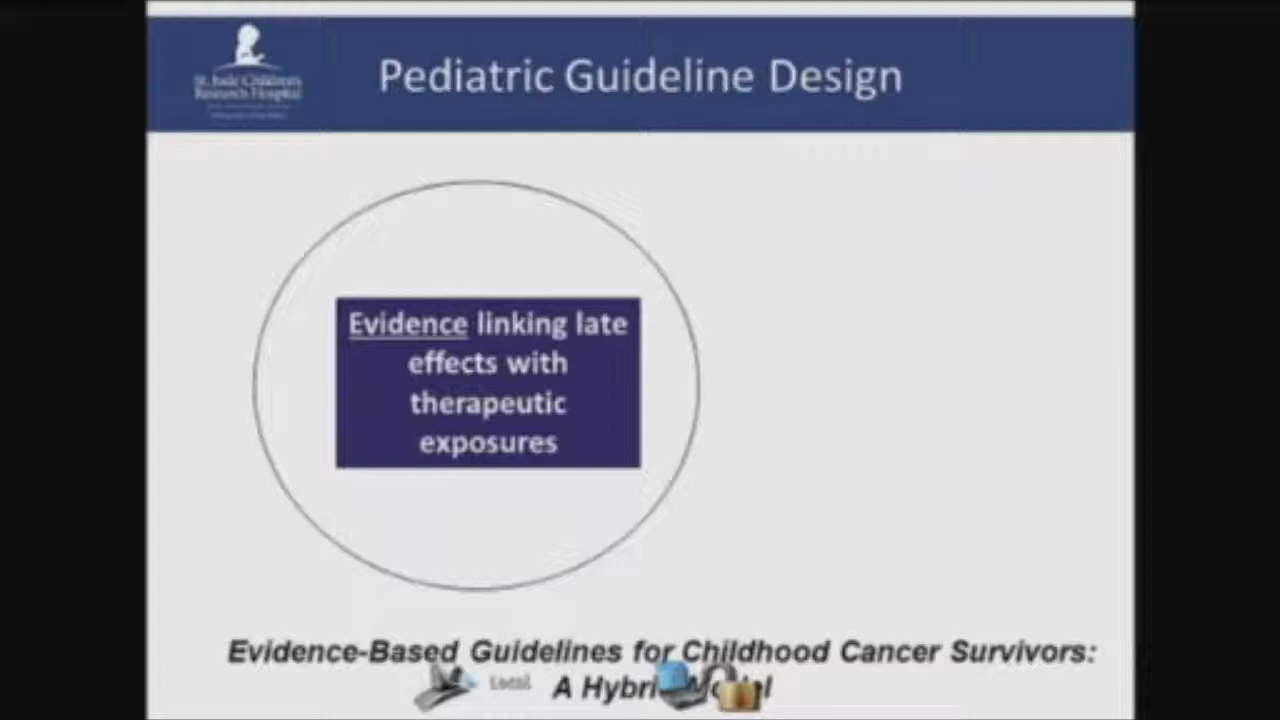 St. Jude Children's
Research Hospital
Pediatric Guideline Design
Evidence linking late
effects with
therapeutic
exposures
Evidence-Based Guidelines for Childhood Cancer Survivors:
Local
A Hybrid Model